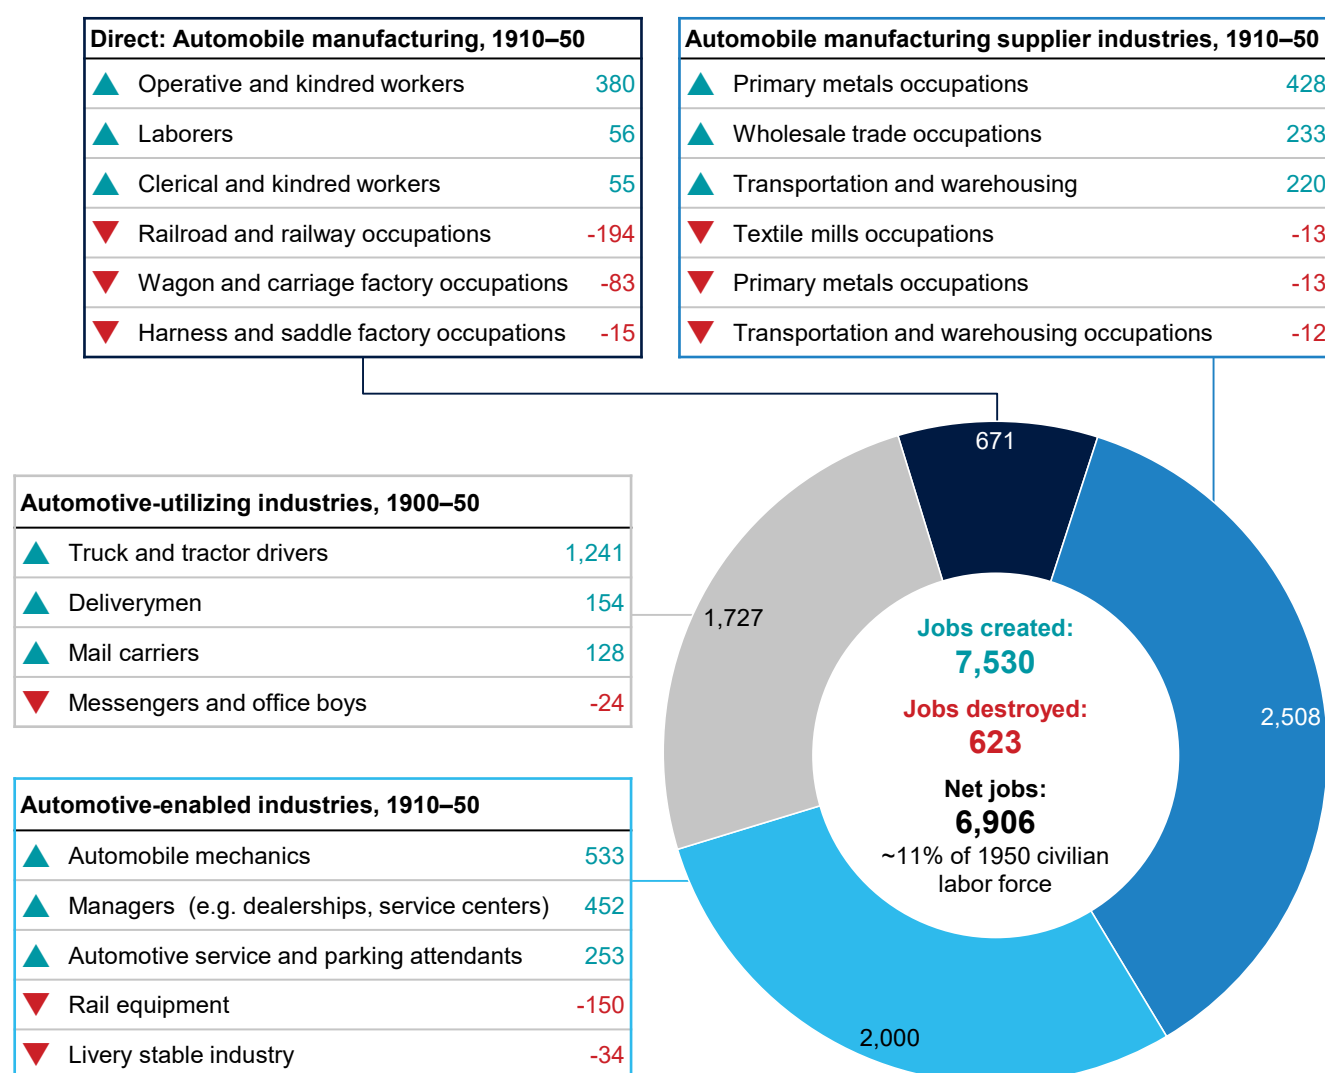 Direct: Automobile manufacturing, 1910–50
Operative and kindred workers 380
Laborers 56
Clerical and kindred workers 55
Railroad and railway occupations -194
Wagon and carriage factory occupations -83
Harness and saddle factory occupations -15
Automobile manufacturing supplier industries, 1910–50
Primary metals occupations 428
Wholesale trade occupations 233
Transportation and warehousing 220
Textile mills occupations -13
Primary metals occupations -13
Transportation and warehousing occupations -12
Automotive-utilizing industries, 1900–50
Truck and tractor drivers 1,241
Deliverymen 154
Mail carriers 128
Messengers and office boys -24
Automotive-enabled industries, 1910–50
Automobile mechanics 533
Managers (e.g. dealerships, service centers) 452
Automotive service and parking attendants 253
Rail equipment -150
Livery stable industry -34
671
1,727
2,508
2,000
Jobs created:
7,530
Jobs destroyed:
623
Net jobs:
6,906
~11% of 1950 civilian
labor force